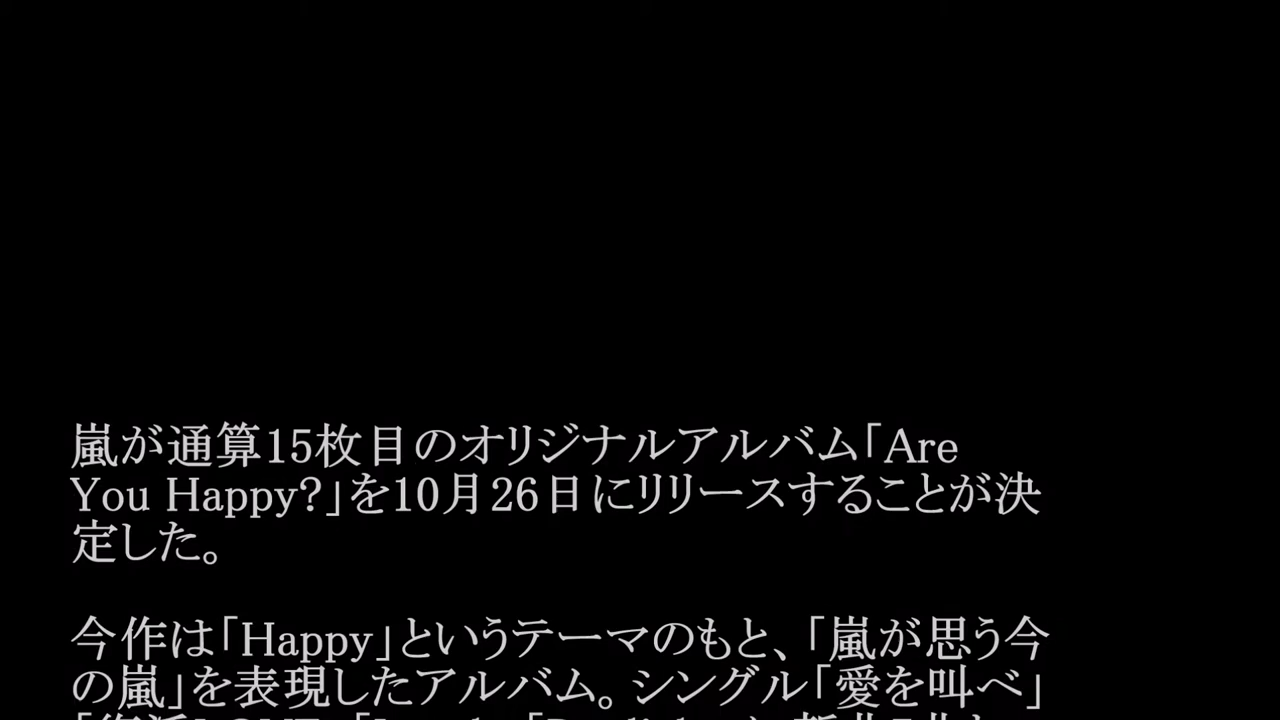 嵐が通算15枚目のオリジナルアルバム「Are
You Happy?」を10月26日にリリースすることが決
定した。
今作は「Happy」というテーマのもと、「嵐が思う今
の嵐」を表現したアルバム。シングル「愛を叫べ」